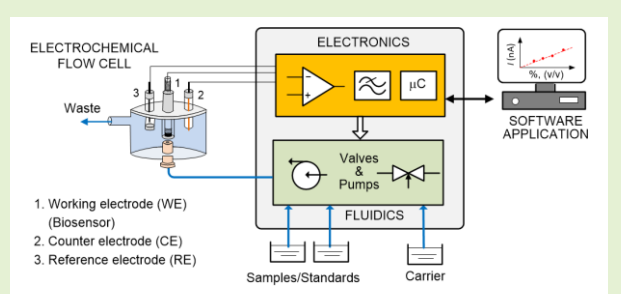 ELECTROCHEMICAL
FLOW CELL
3
1
2
Waste
1. Working electrode (WE)
(Biosensor)
2. Counter electrode (CE)
3. Reference electrode (RE)
ELECTRONICS
−
+
μC
Valves
&
Pumps
FLUIDICS
Samples/Standards
Carrier
I (nA)
%, (v/v)
SOFTWARE
APPLICATION